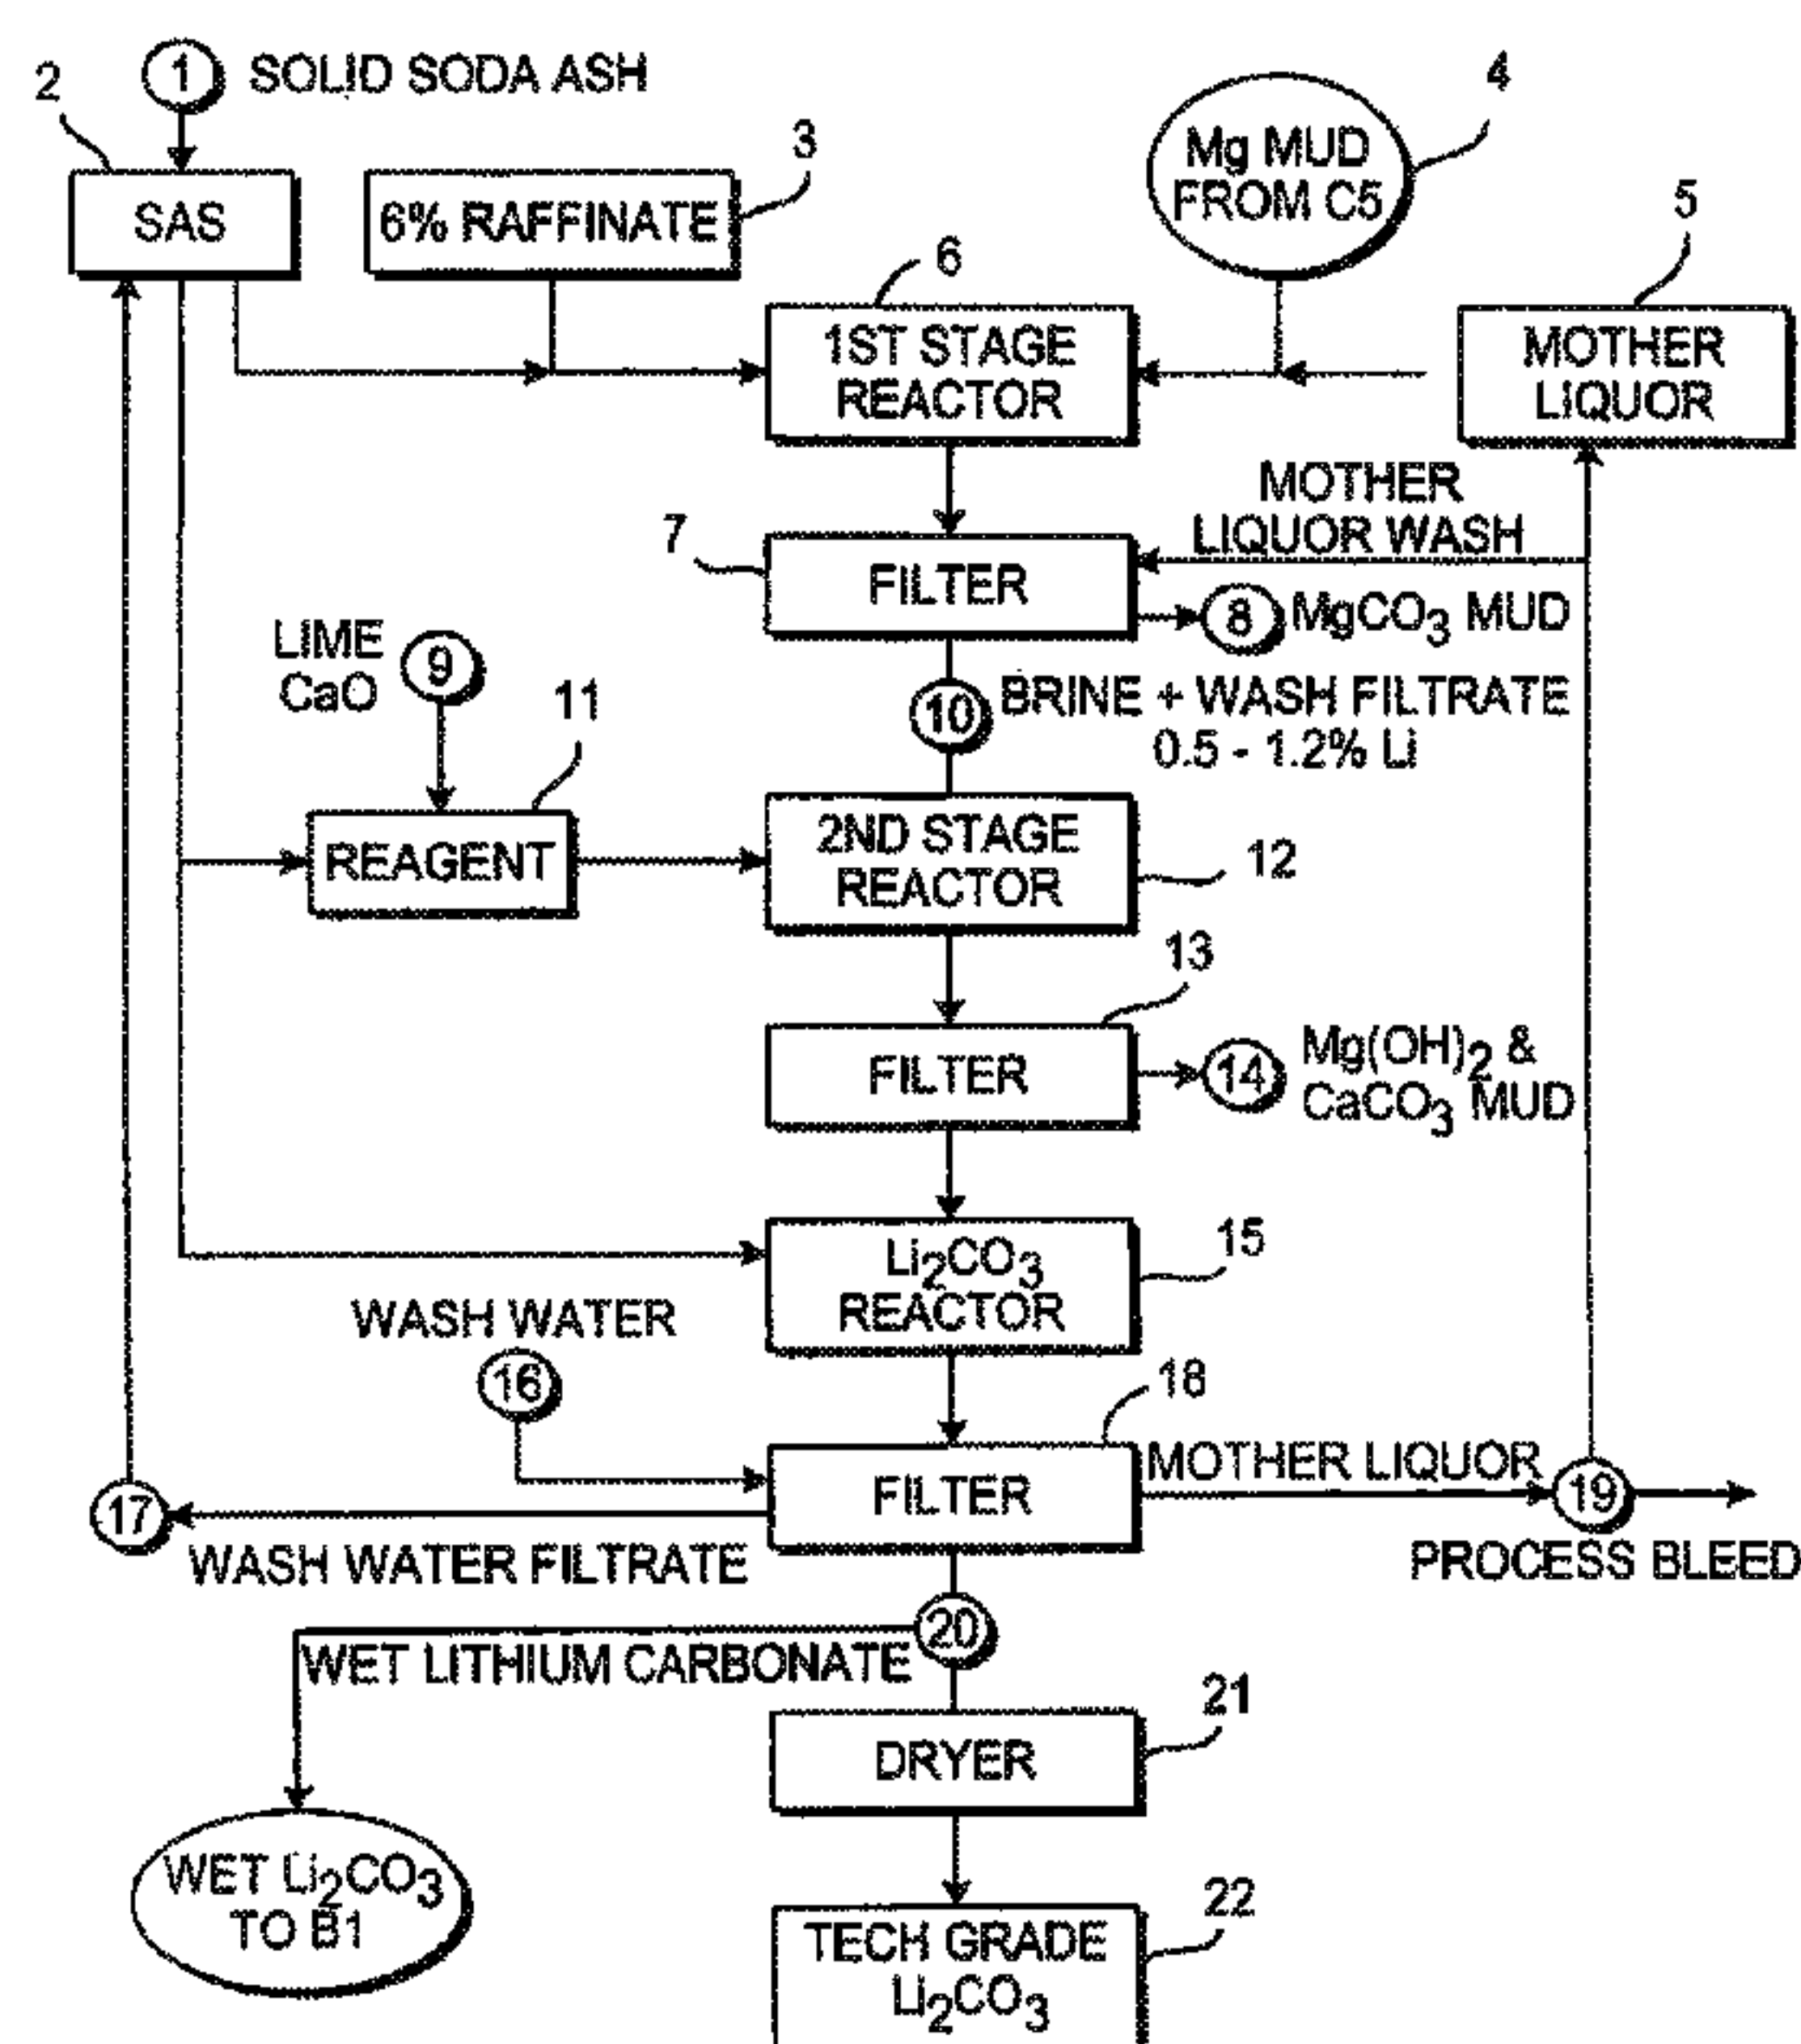 1 SOLID SODA ASH
2
SAS
3
6% RAFFINATE
4
Mg MUD
FROM C5
5
MOTHER
LIQUOR
6
1ST STAGE
REACTOR
MOTHER
LIQUOR WASH
7
FILTER
8 MgCO3 MUD
LIME
CaO
9
10 BRINE + WASH FILTRATE
0.5 - 1.2% Li
11
REAGENT
2ND STAGE
REACTOR
12
13
FILTER
14 Mg(OH)2 &
CaCO3 MUD
Li2CO3
REACTOR
15
WASH WATER
16
18
FILTER
MOTHER LIQUOR
19
PROCESS BLEED
17
WASH WATER FILTRATE
20
WET LITHIUM CARBONATE
21
DRYER
WET Li2CO3
TO B1
22
TECH GRADE
Li2CO3